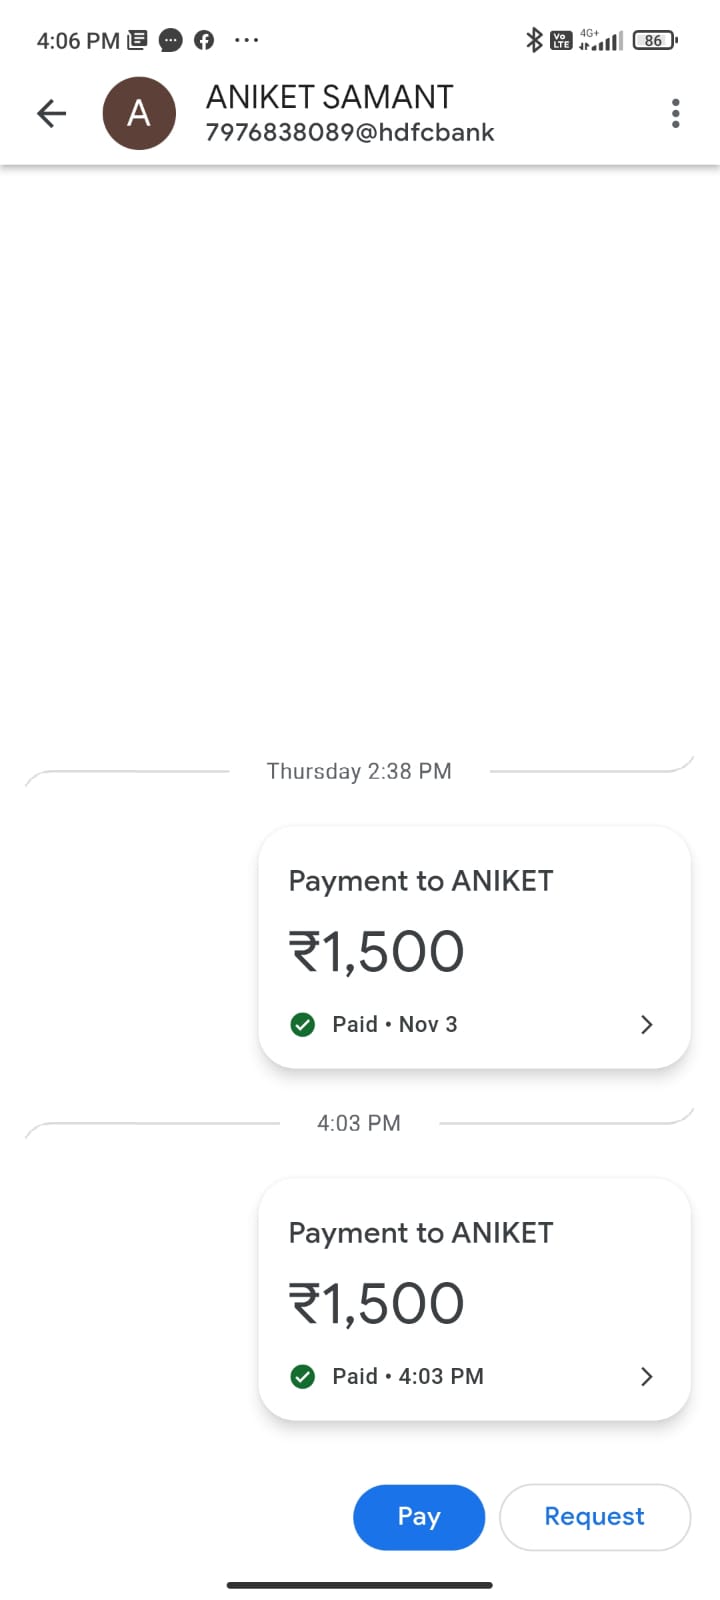 4:06 PM
Vo LTE 4G+ 86
A
ANIKET SAMANT
7976838089@hdfcbank
Thursday 2:38 PM
Payment to ANIKET
₹1,500
Paid • Nov 3
4:03 PM
Payment to ANIKET
₹1,500
Paid • 4:03 PM
Pay Request